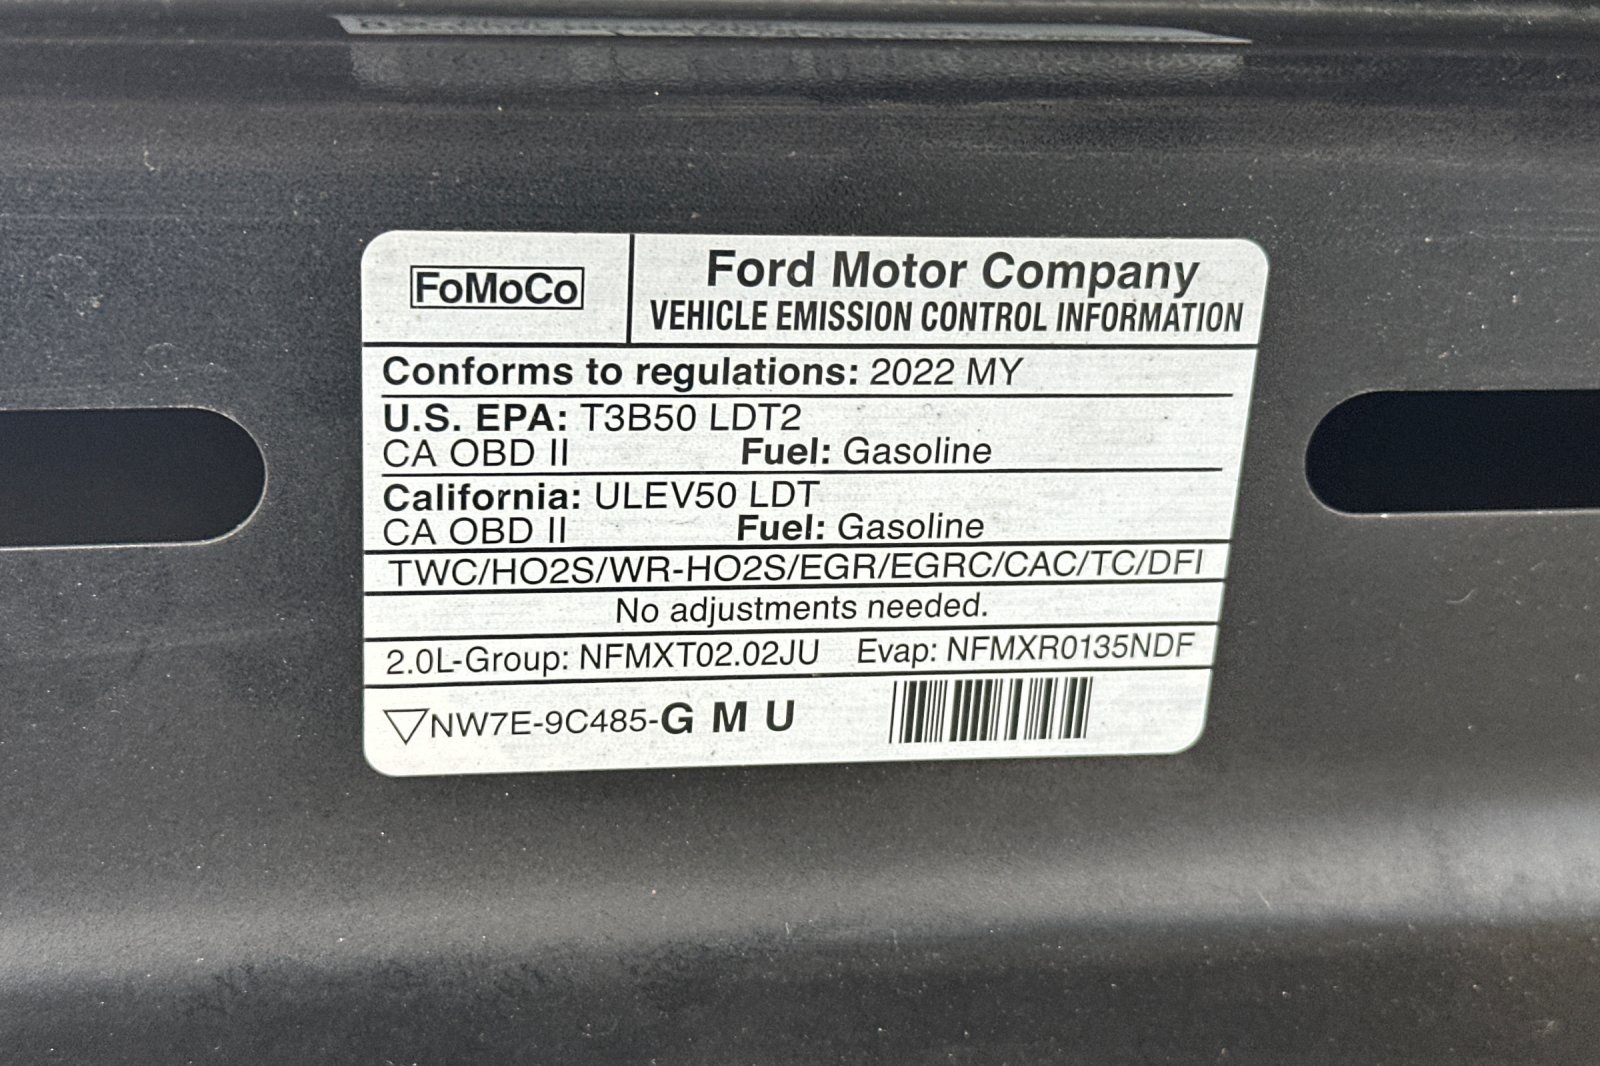 FoMoCo
Ford Motor Company
VEHICLE EMISSION CONTROL INFORMATION
Conforms to regulations: 2022 MY
U.S. EPA: T3B50 LDT2
CA OBD II Fuel: Gasoline
California: ULEV50 LDT
CA OBD II Fuel: Gasoline
TWC/HO2S/WR-HO2S/EGR/EGRC/CAC/TC/DFI
No adjustments needed.
2.0L-Group: NFMXT02.02JU Evap: NFMXR0135NDF
▽NW7E-9C485-G M U